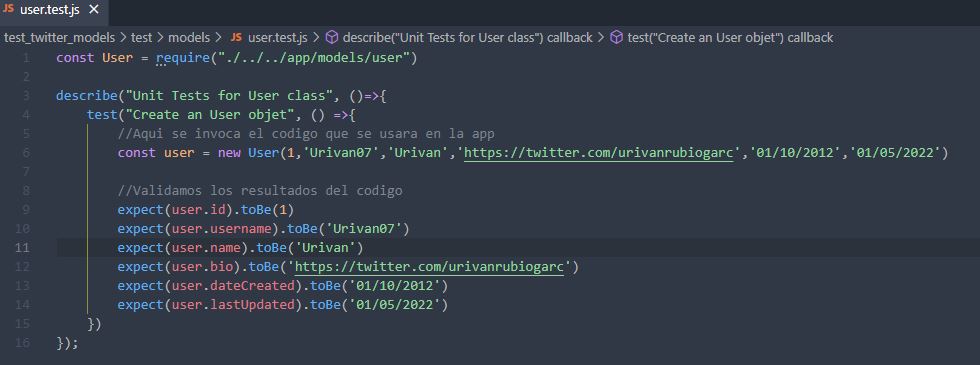 JS user.test.js ×
test_twitter_models > test > models > JS user.test.js > describe("Unit Tests for User class") callback > test("Create an User objet") callback
1 const User = require("./../../app/models/user")
2
3 describe("Unit Tests for User class", ()=>{
4     test("Create an User objet", () =>{
5         //Aqui se invoca el codigo que se usara en la app
6         const user = new User(1,'Urivan07','Urivan','https://twitter.com/urivanrubiogarc','01/10/2012','01/05/2022')
7
8         //Validamos los resultados del codigo
9         expect(user.id).toBe(1)
10         expect(user.username).toBe('Urivan07')
11         expect(user.name).toBe('Urivan')
12         expect(user.bio).toBe('https://twitter.com/urivanrubiogarc')
13         expect(user.dateCreated).toBe('01/10/2012')
14         expect(user.lastUpdated).toBe('01/05/2022')
15     })
16 });